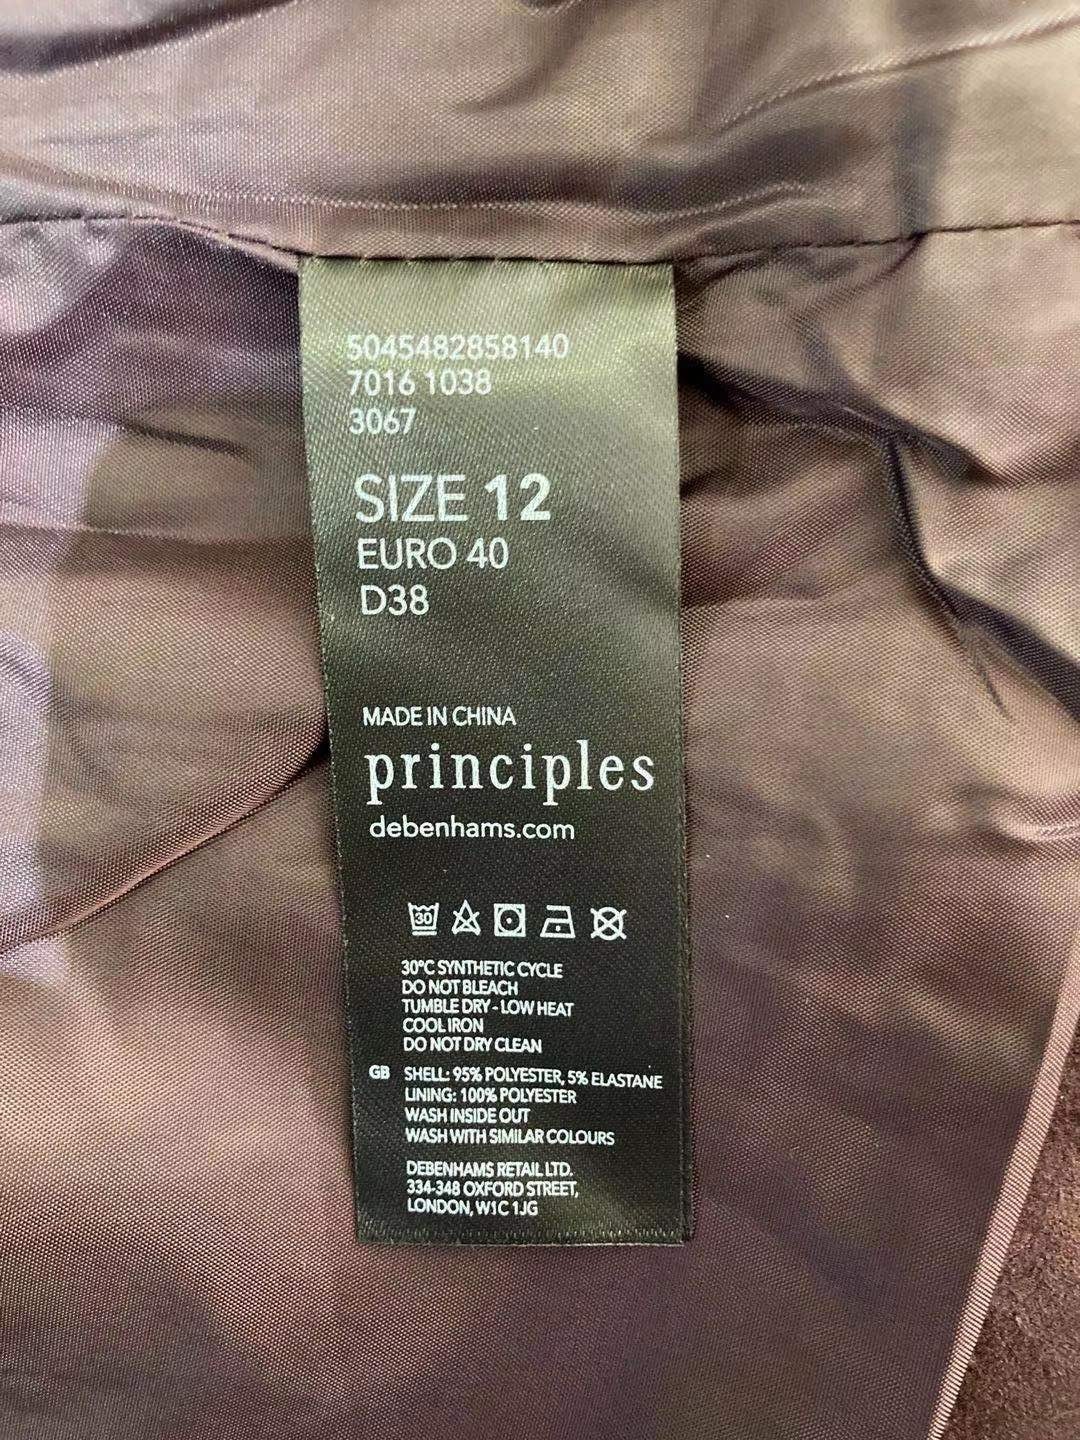 5045482858140
7016 1038
3067
SIZE 12
EURO 40
D38
MADE IN CHINA
principles
debenhams.com
30
30°C SYNTHETIC CYCLE
DO NOT BLEACH
TUMBLE DRY - LOW HEAT
COOL IRON
DO NOT DRY CLEAN
GB SHELL: 95% POLYESTER, 5% ELASTANE
LINING: 100% POLYESTER
WASH INSIDE OUT
WASH WITH SIMILAR COLOURS
DEBENHAMS RETAIL LTD.
334-348 OXFORD STREET,
LONDON, W1C 1JG